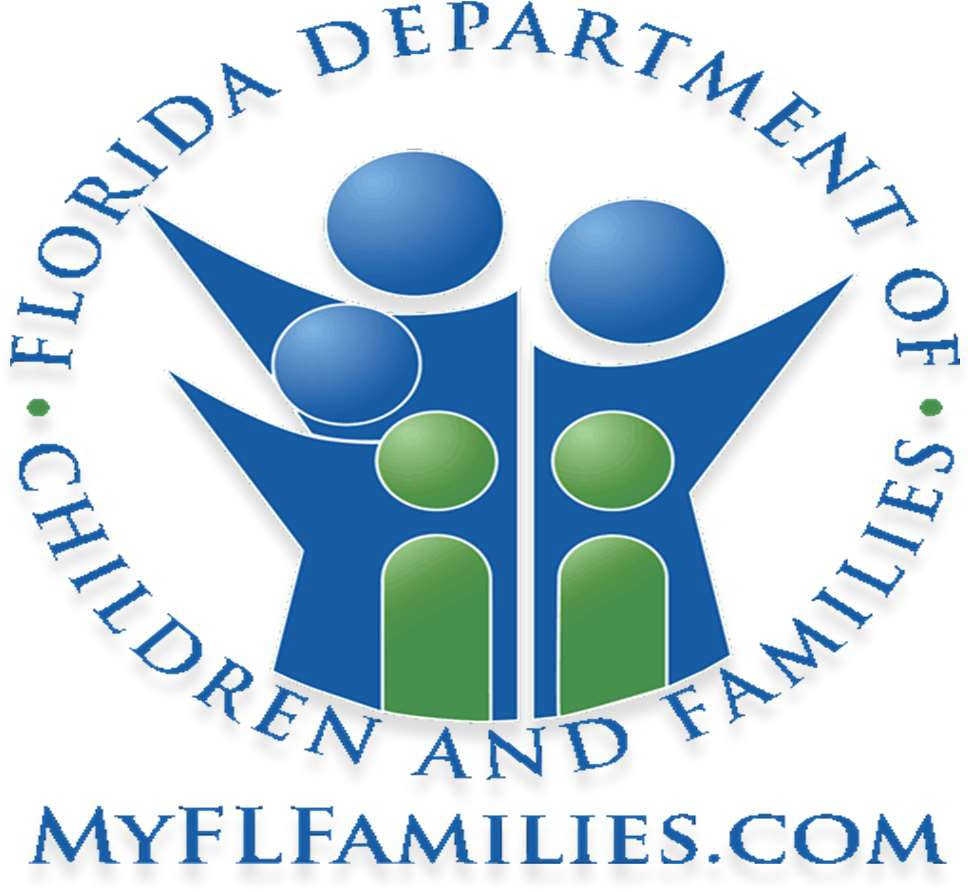 FLORIDA DEPARTMENT OF
CHILDREN AND FAMILIES
MYFLFAMILIES.COM